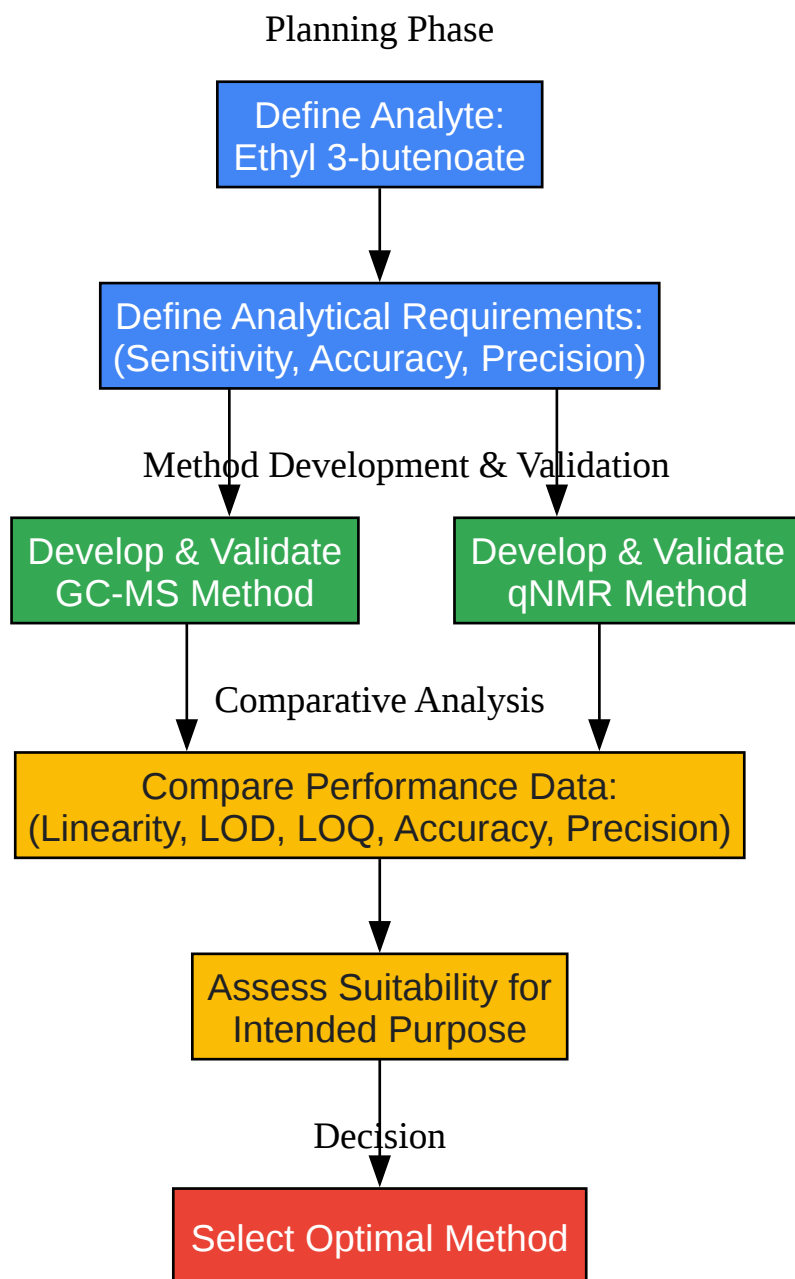 Planning Phase
Define Analyte:
Ethyl 3-butenoate
Define Analytical Requirements:
(Sensitivity, Accuracy, Precision)
Method Development & Validation
Develop & Validate
GC-MS Method
Develop & Validate
qNMR Method
Comparative Analysis
Compare Performance Data:
(Linearity, LOD, LOQ, Accuracy, Precision)
Assess Suitability for
Intended Purpose
Decision
Select Optimal Method